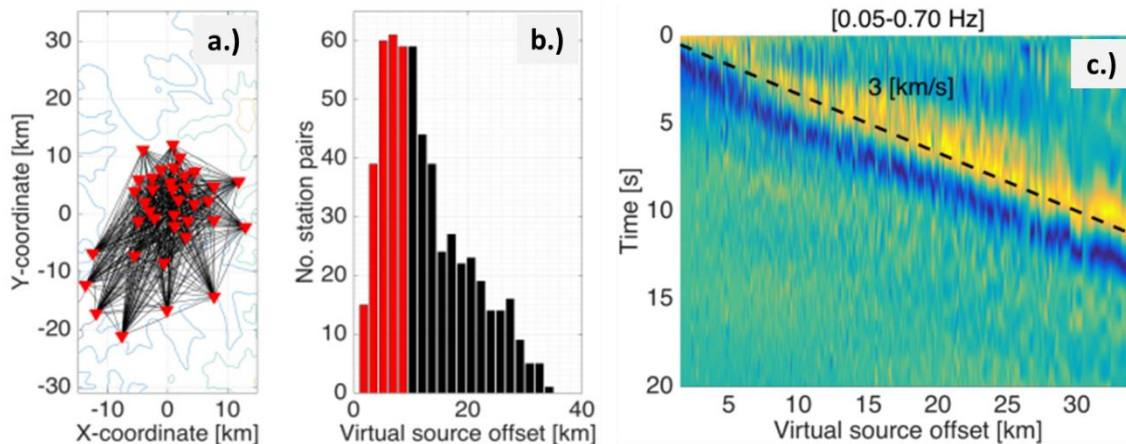 a.)
Y-coordinate [km]
30
20
10
0
-10
-20
-30
-10
0
10
X-coordinate [km]
b.)
No. station pairs
60
50
40
30
20
10
0
0
20
40
Virtual source offset [km]
[0.05-0.70 Hz]
c.)
3 [km/s]
Time [s]
0
5
10
15
20
5
10
15
20
25
30
Virtual source offset [km]